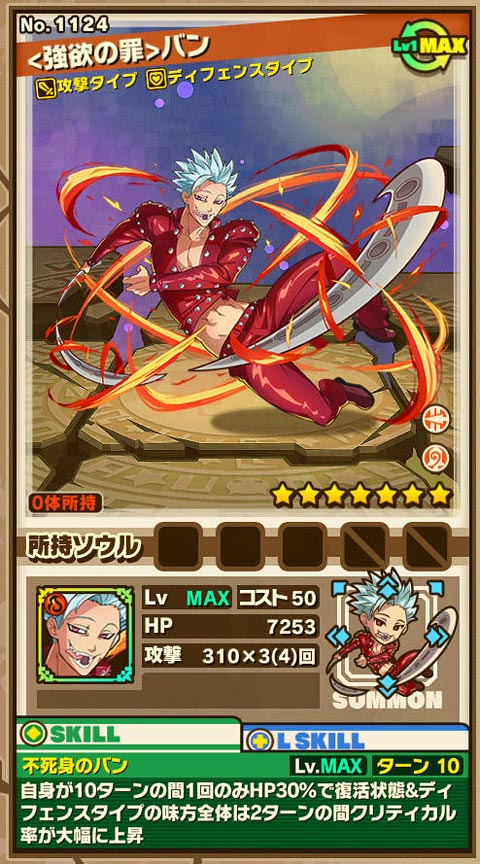 No. 1124
<強欲の罪>バン
Lv1 MAX
攻撃タイプ ディフェンスタイプ
0体所持
所持ソウル
Lv MAX コスト 50
HP 7253
攻撃 310×3(4)回
SUMMON
SKILL
L SKILL
不死身のバン Lv.MAX ターン 10
自身が10ターンの間1回のみHP30%で復活状態&ディ
フェンスタイプの味方全体は2ターンの間クリティカル
率が大幅に上昇